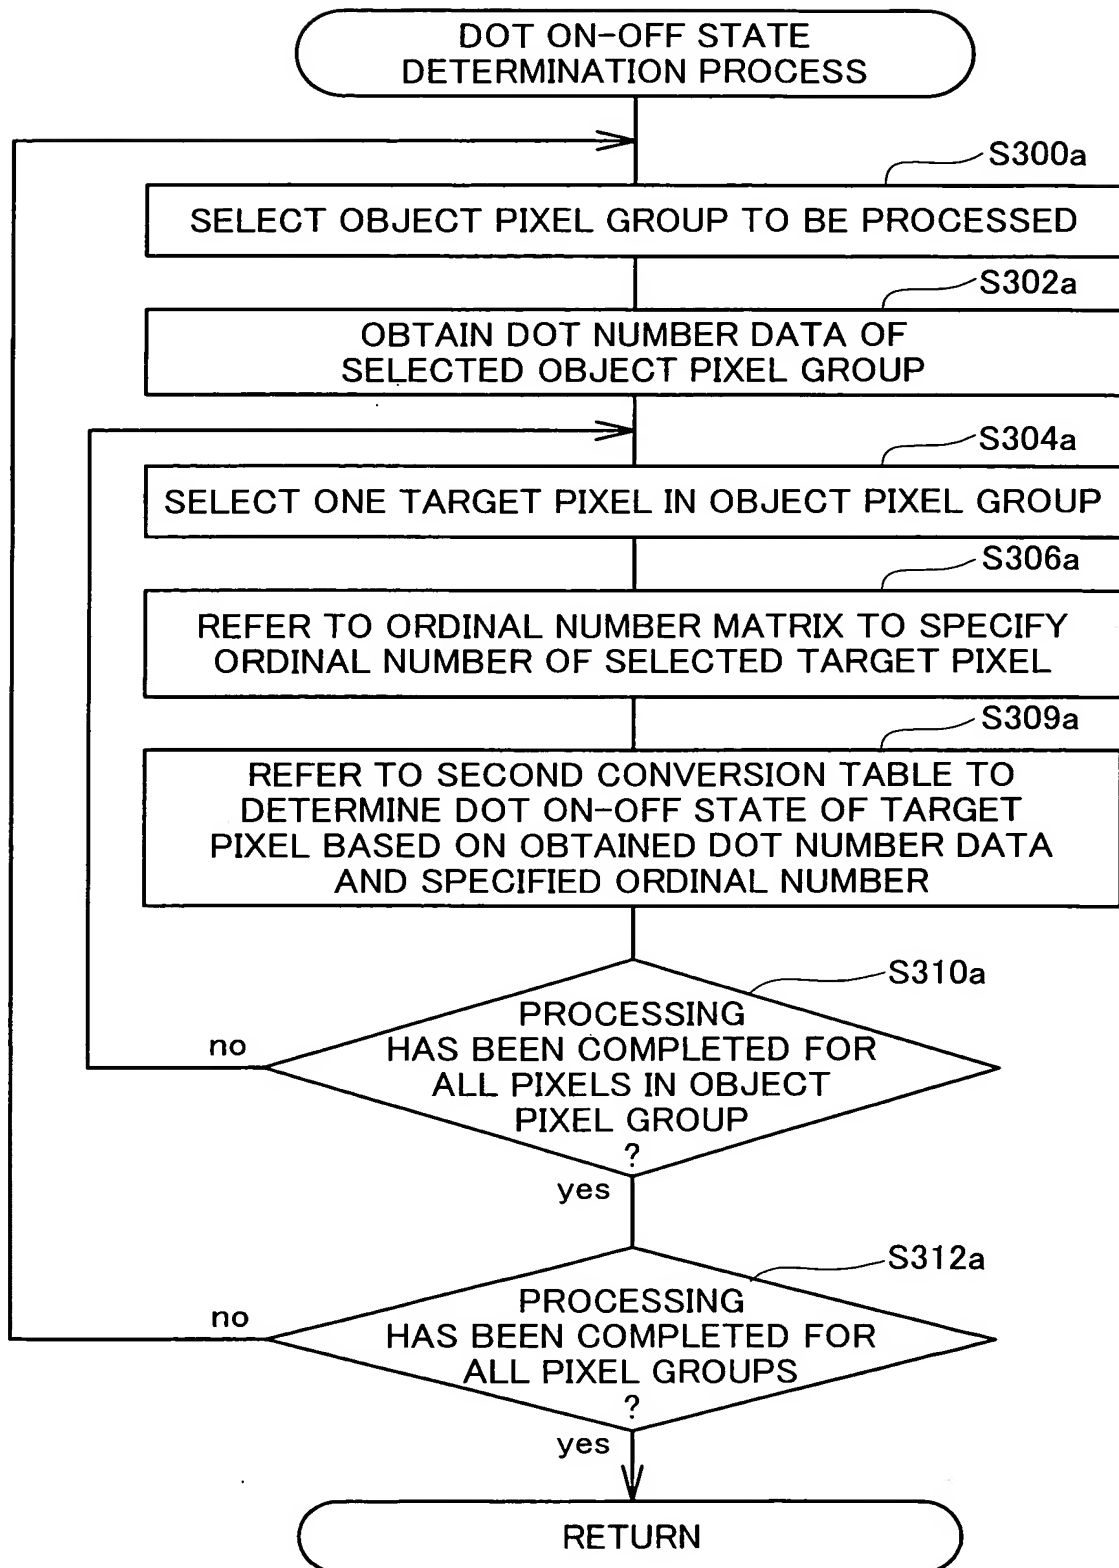 DOT ON-OFF STATE
DETERMINATION PROCESS
S300a
SELECT OBJECT PIXEL GROUP TO BE PROCESSED
S302a
OBTAIN DOT NUMBER DATA OF
SELECTED OBJECT PIXEL GROUP
S304a
SELECT ONE TARGET PIXEL IN OBJECT PIXEL GROUP
S306a
REFER TO ORDINAL NUMBER MATRIX TO SPECIFY
ORDINAL NUMBER OF SELECTED TARGET PIXEL
S309a
REFER TO SECOND CONVERSION TABLE TO
DETERMINE DOT ON-OFF STATE OF TARGET
PIXEL BASED ON OBTAINED DOT NUMBER DATA
AND SPECIFIED ORDINAL NUMBER
S310a
PROCESSING
HAS BEEN COMPLETED FOR
ALL PIXELS IN OBJECT
PIXEL GROUP
?
no
yes
S312a
PROCESSING
HAS BEEN COMPLETED FOR
ALL PIXEL GROUPS
?
no
yes
RETURN